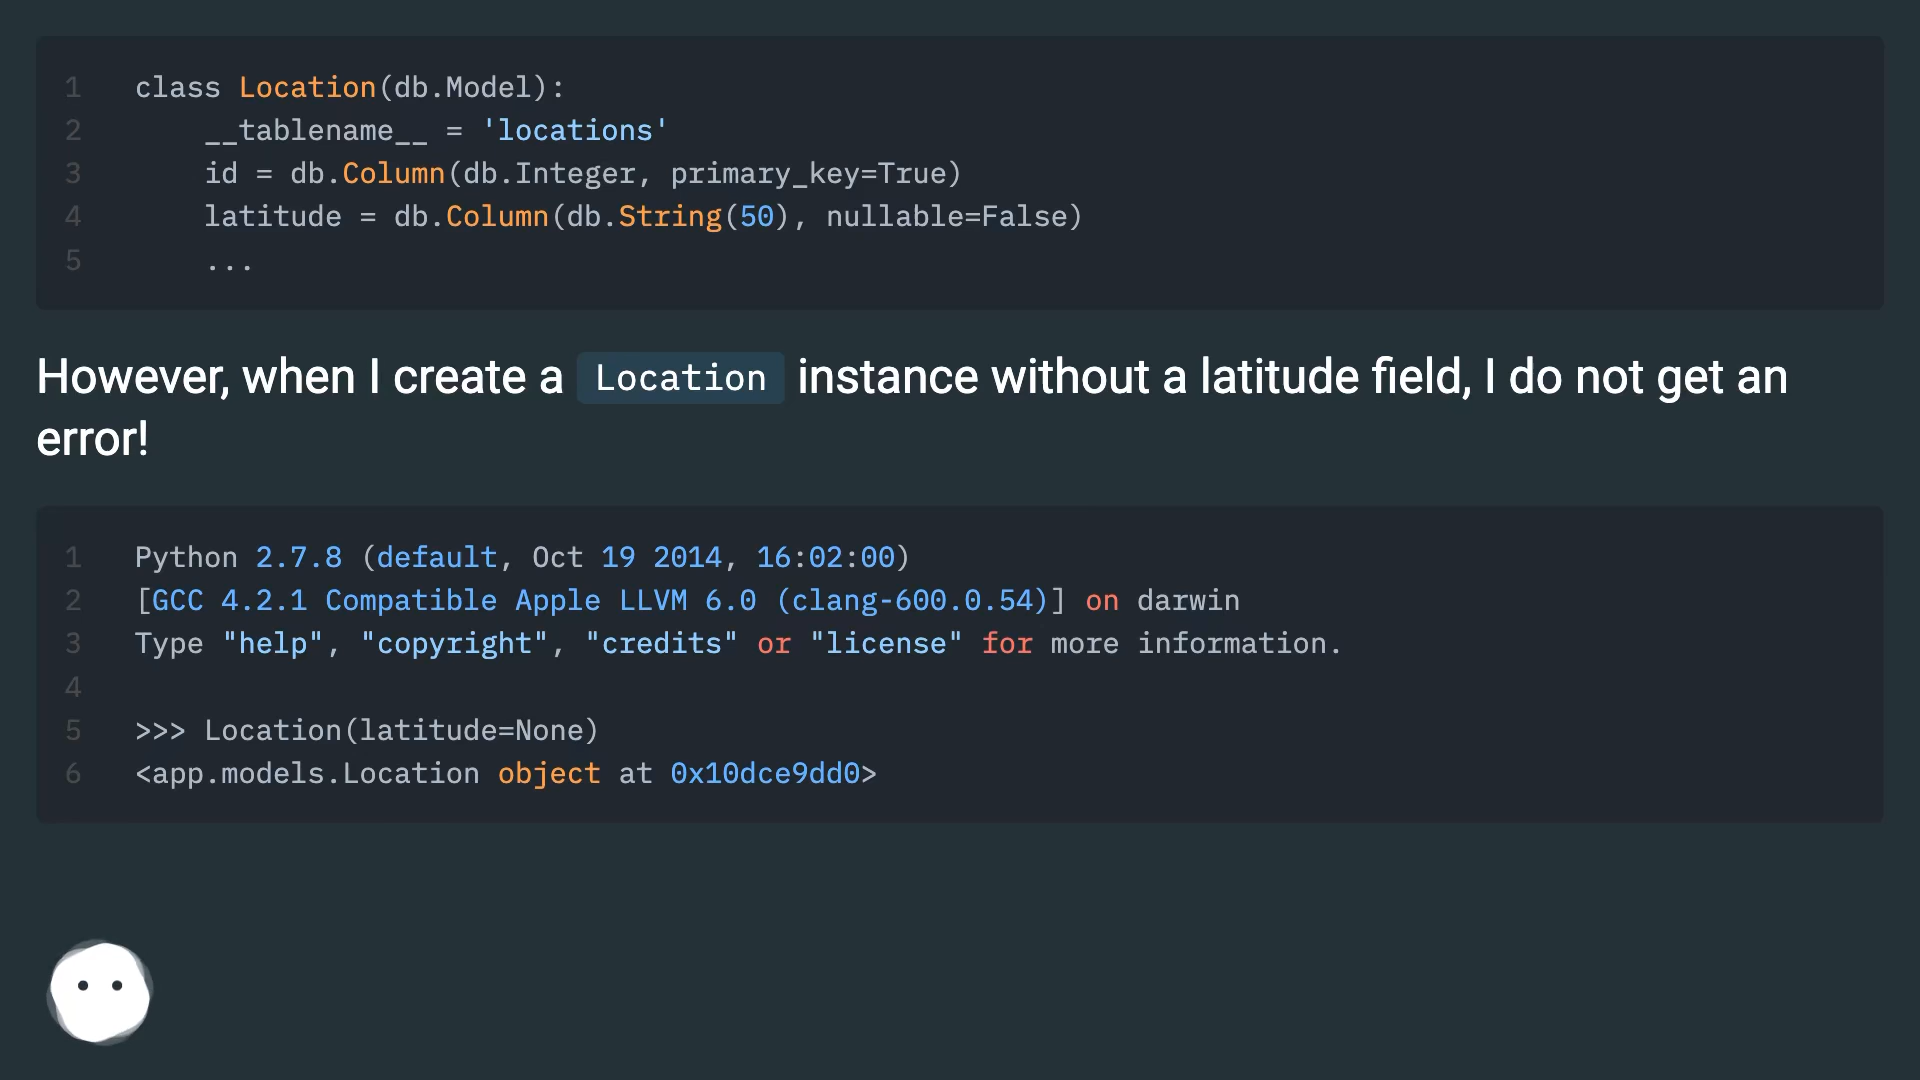 1 class Location(db.Model):
2 __tablename__ = 'locations'
3 id = db.Column(db.Integer, primary_key=True)
4 latitude = db.Column(db.String(50), nullable=False)
5 ...
However, when I create a Location instance without a latitude field, I do not get an
error!
1 Python 2.7.8 (default, Oct 19 2014, 16:02:00)
2 [GCC 4.2.1 Compatible Apple LLVM 6.0 (clang-600.0.54)] on darwin
3 Type "help", "copyright", "credits" or "license" for more information.
4
5 >>> Location(latitude=None)
6 <app.models.Location object at 0x10dce9dd0>